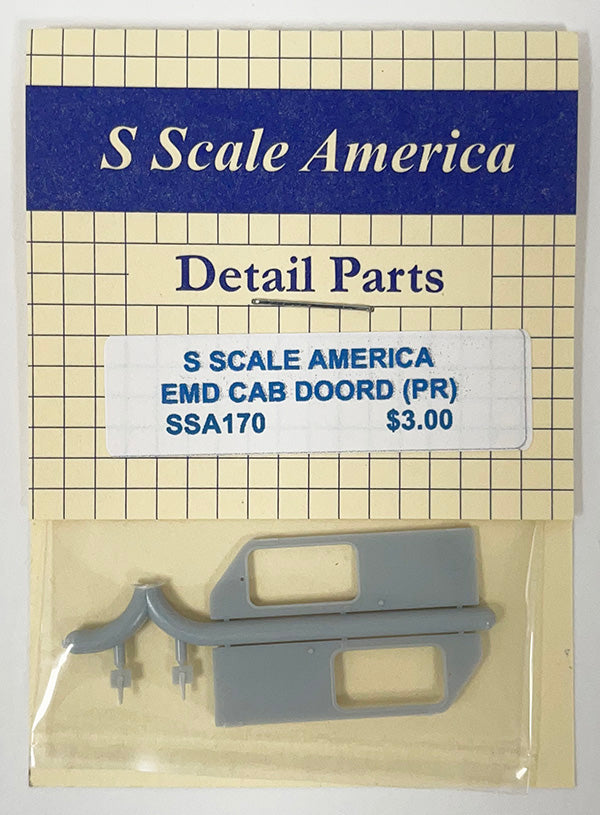 S Scale America
Detail Parts
S SCALE AMERICA
EMD CAB DOORD (PR)
SSA170 $3.00